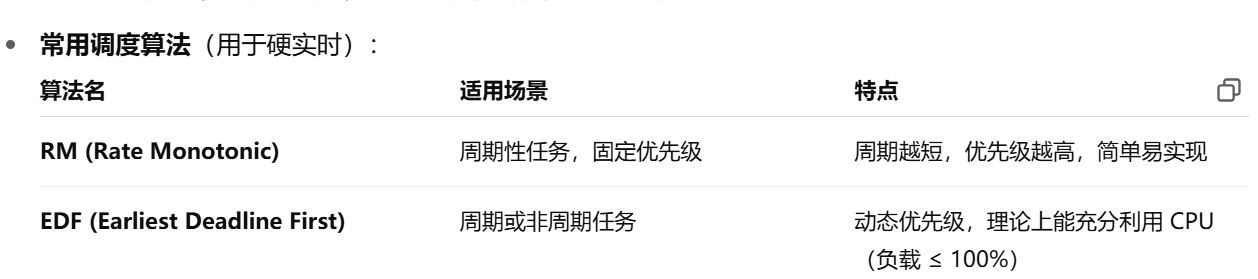 常用调度算法（用于硬实时）：
算法名 适用场景 特点
RM (Rate Monotonic) 周期性任务，固定优先级 周期越短，优先级越高，简单易实现
EDF (Earliest Deadline First) 周期或非周期任务 动态优先级，理论上能充分利用 CPU
（负载 ≤ 100%）